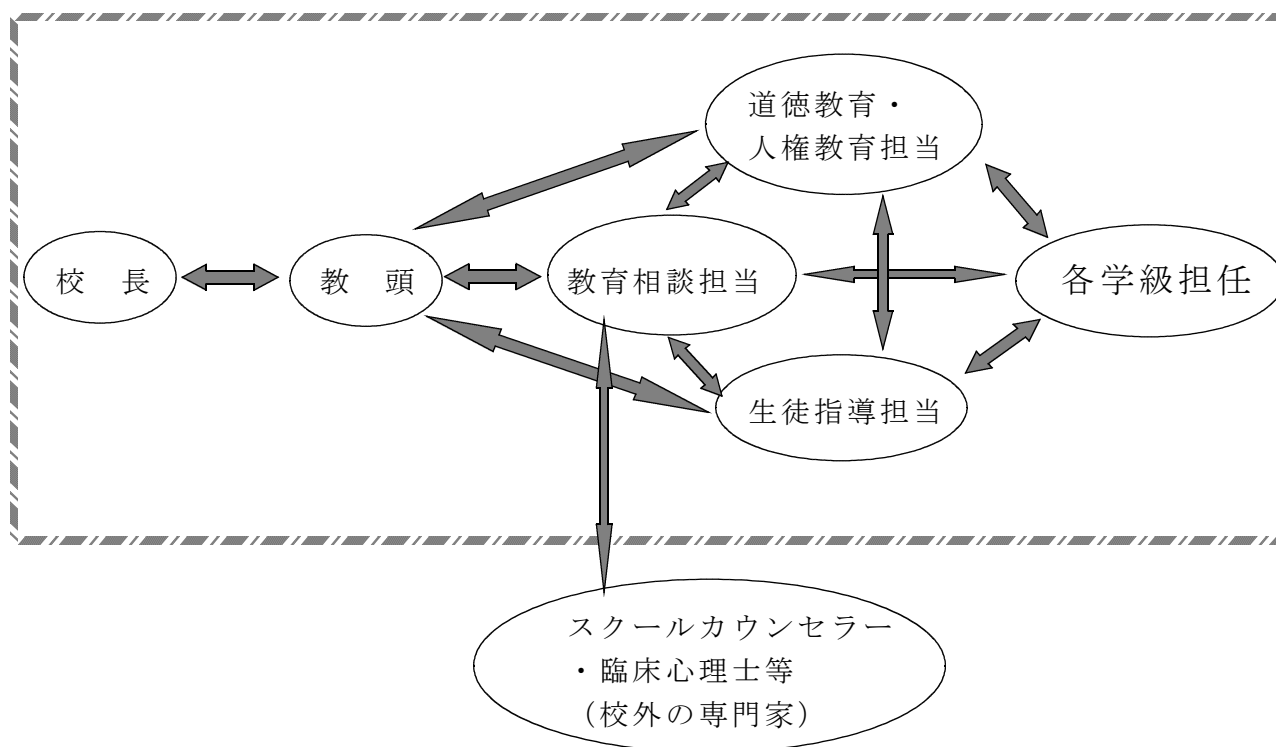 道徳教育・
人権教育担当
校　長
教　頭
教育相談担当
各学級担任
生徒指導担当
スクールカウンセラー
・臨床心理士等
（校外の専門家）